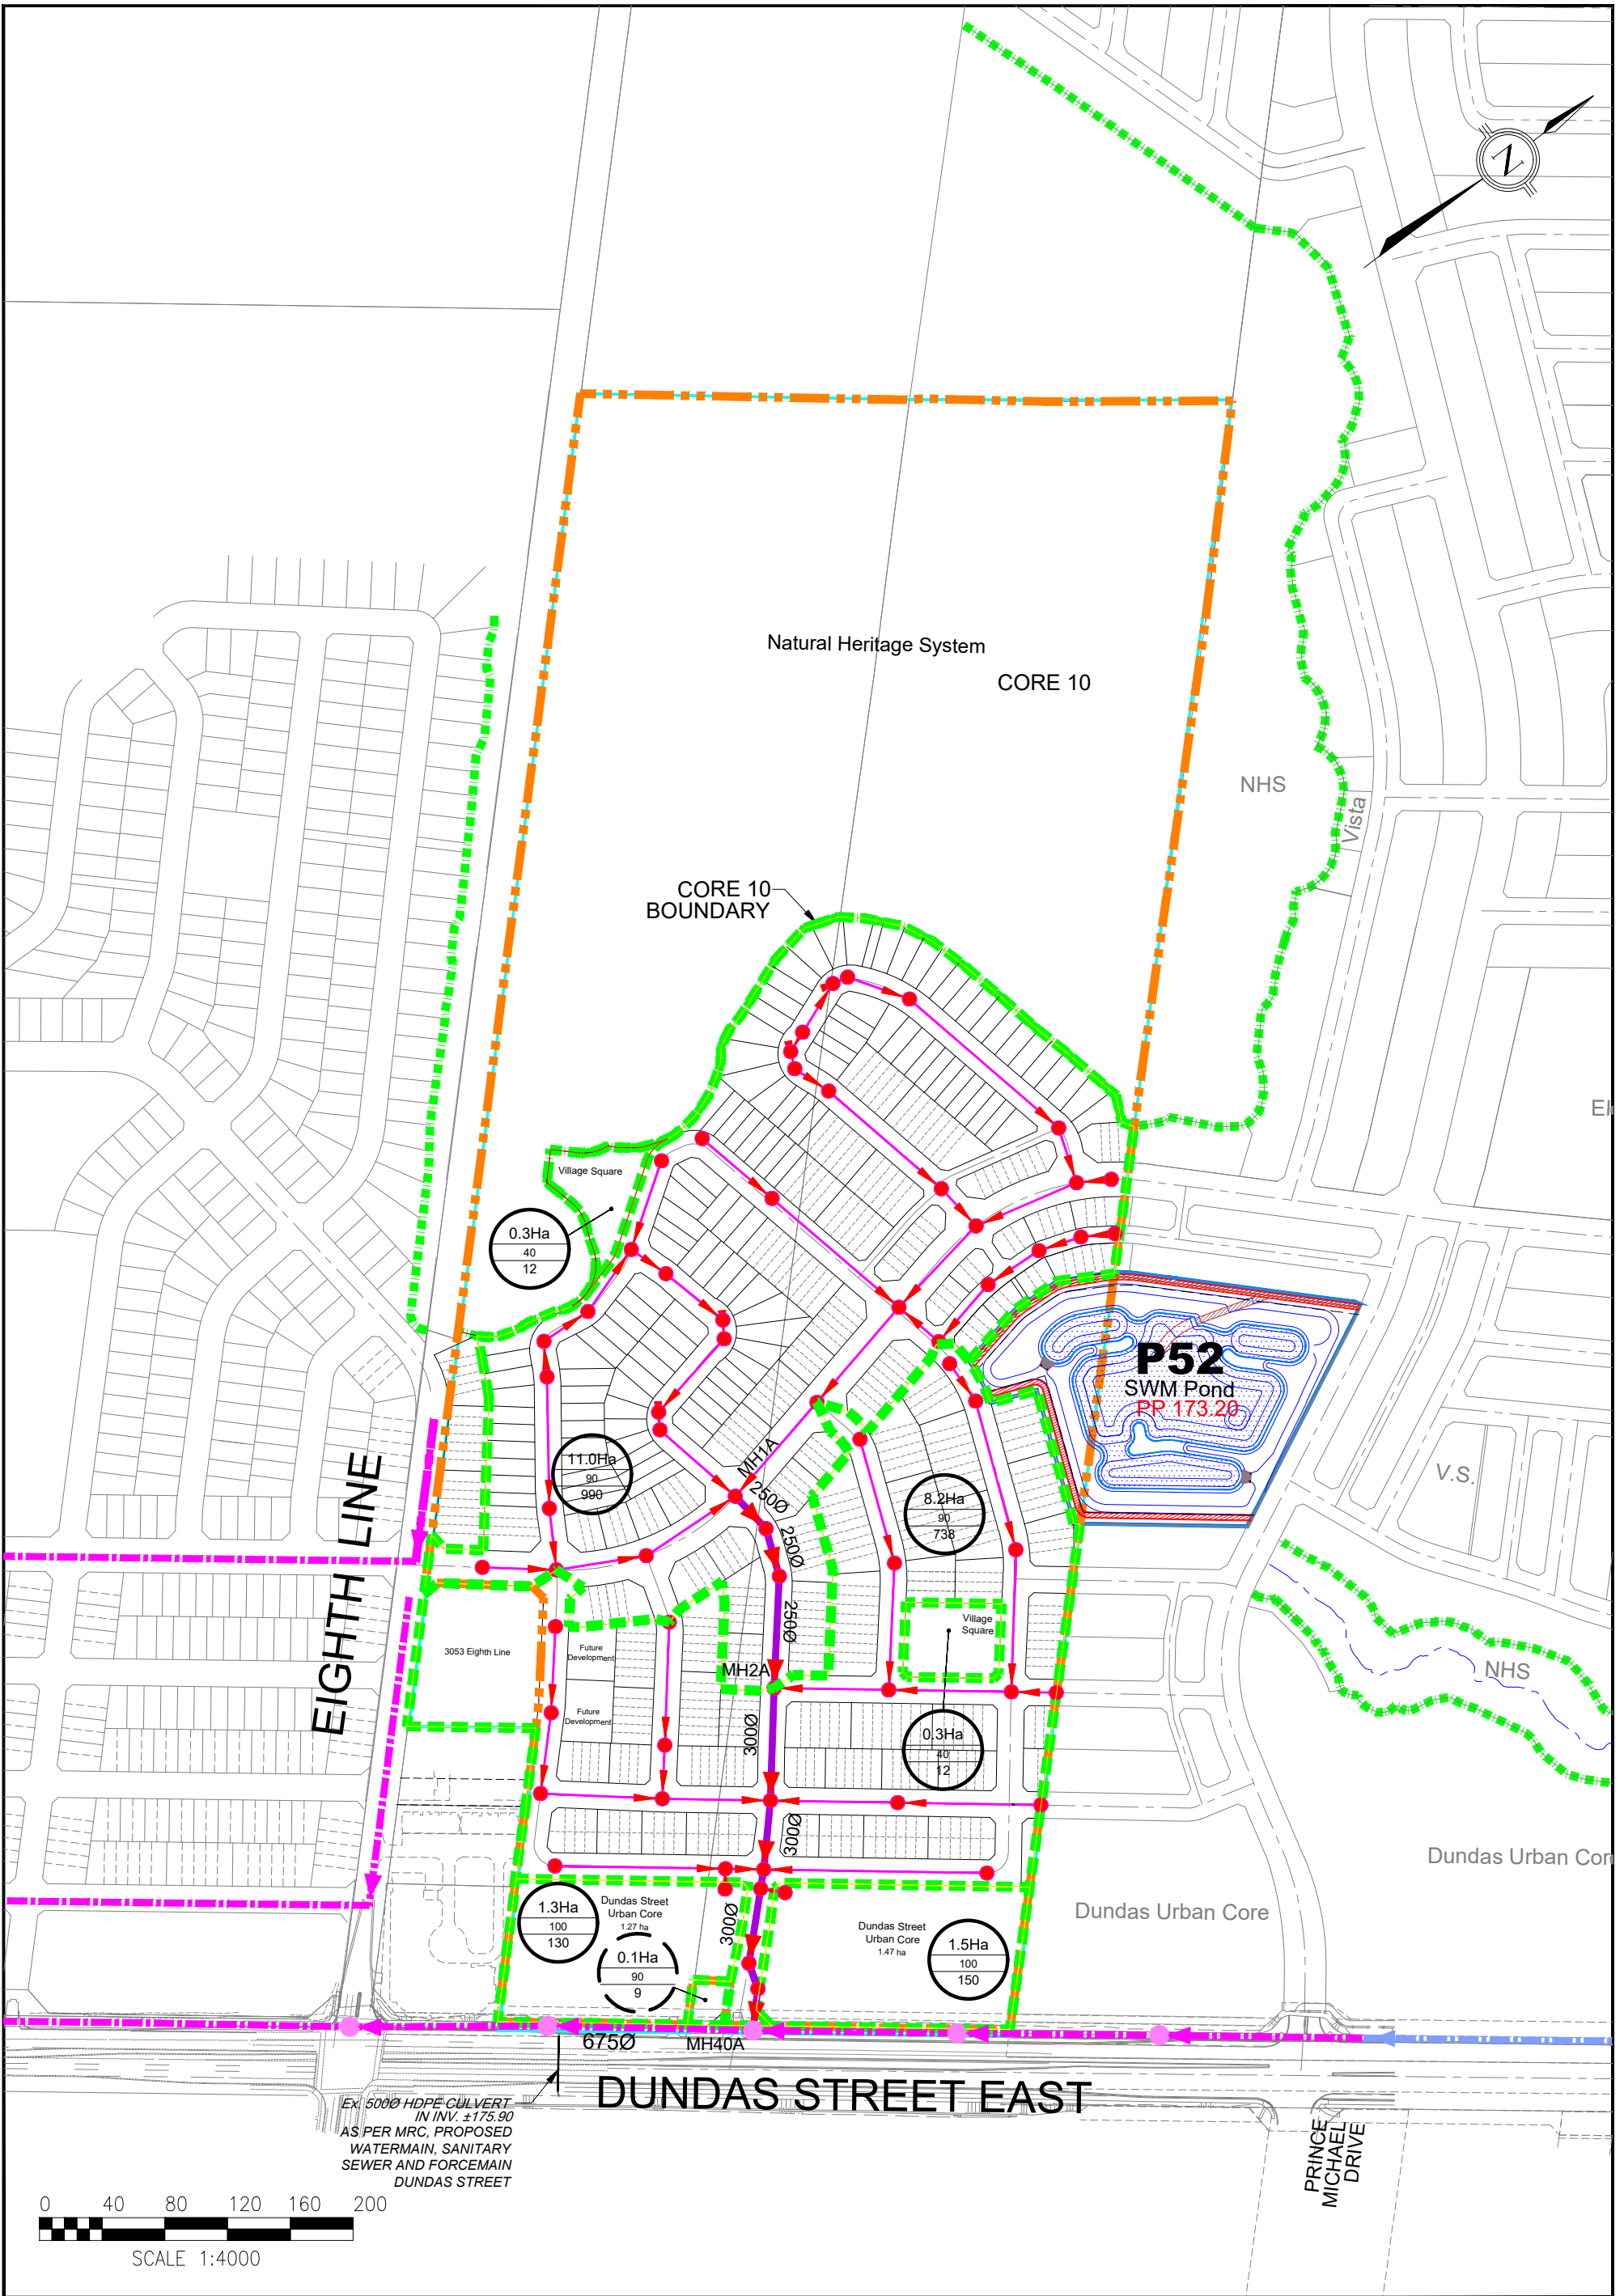 N
Natural Heritage System
CORE 10
NHS
Vista
CORE 10
BOUNDARY
El
Village Square
0.3Ha
40
12
P52
SWM Pond
PP 173.20
V.S.
MH1A
250Ø
11.0Ha
90
990
8.2Ha
90
738
250Ø
250Ø
EIGHTH LINE
3053 Eighth Line
Future
Development
Village
Square
NHS
MH2A
Future
Development
300Ø
0.3Ha
40
12
300Ø
Dundas Urban Cor
1.3Ha
100
130
Dundas Street
Urban Core
1.27 ha
300Ø
Dundas Street
Urban Core
1.47 ha
1.5Ha
100
150
Dundas Urban Core
0.1Ha
90
9
675Ø
MH40A
DUNDAS STREET EAST
EX. 500Ø HDPE CULVERT
IN INV. ±175.90
AS PER MRC, PROPOSED
WATERMAIN, SANITARY
SEWER AND FORCEMAIN
DUNDAS STREET
PRINCE
MICHAEL
DRIVE
0 40 80 120 160 200
SCALE 1:4000